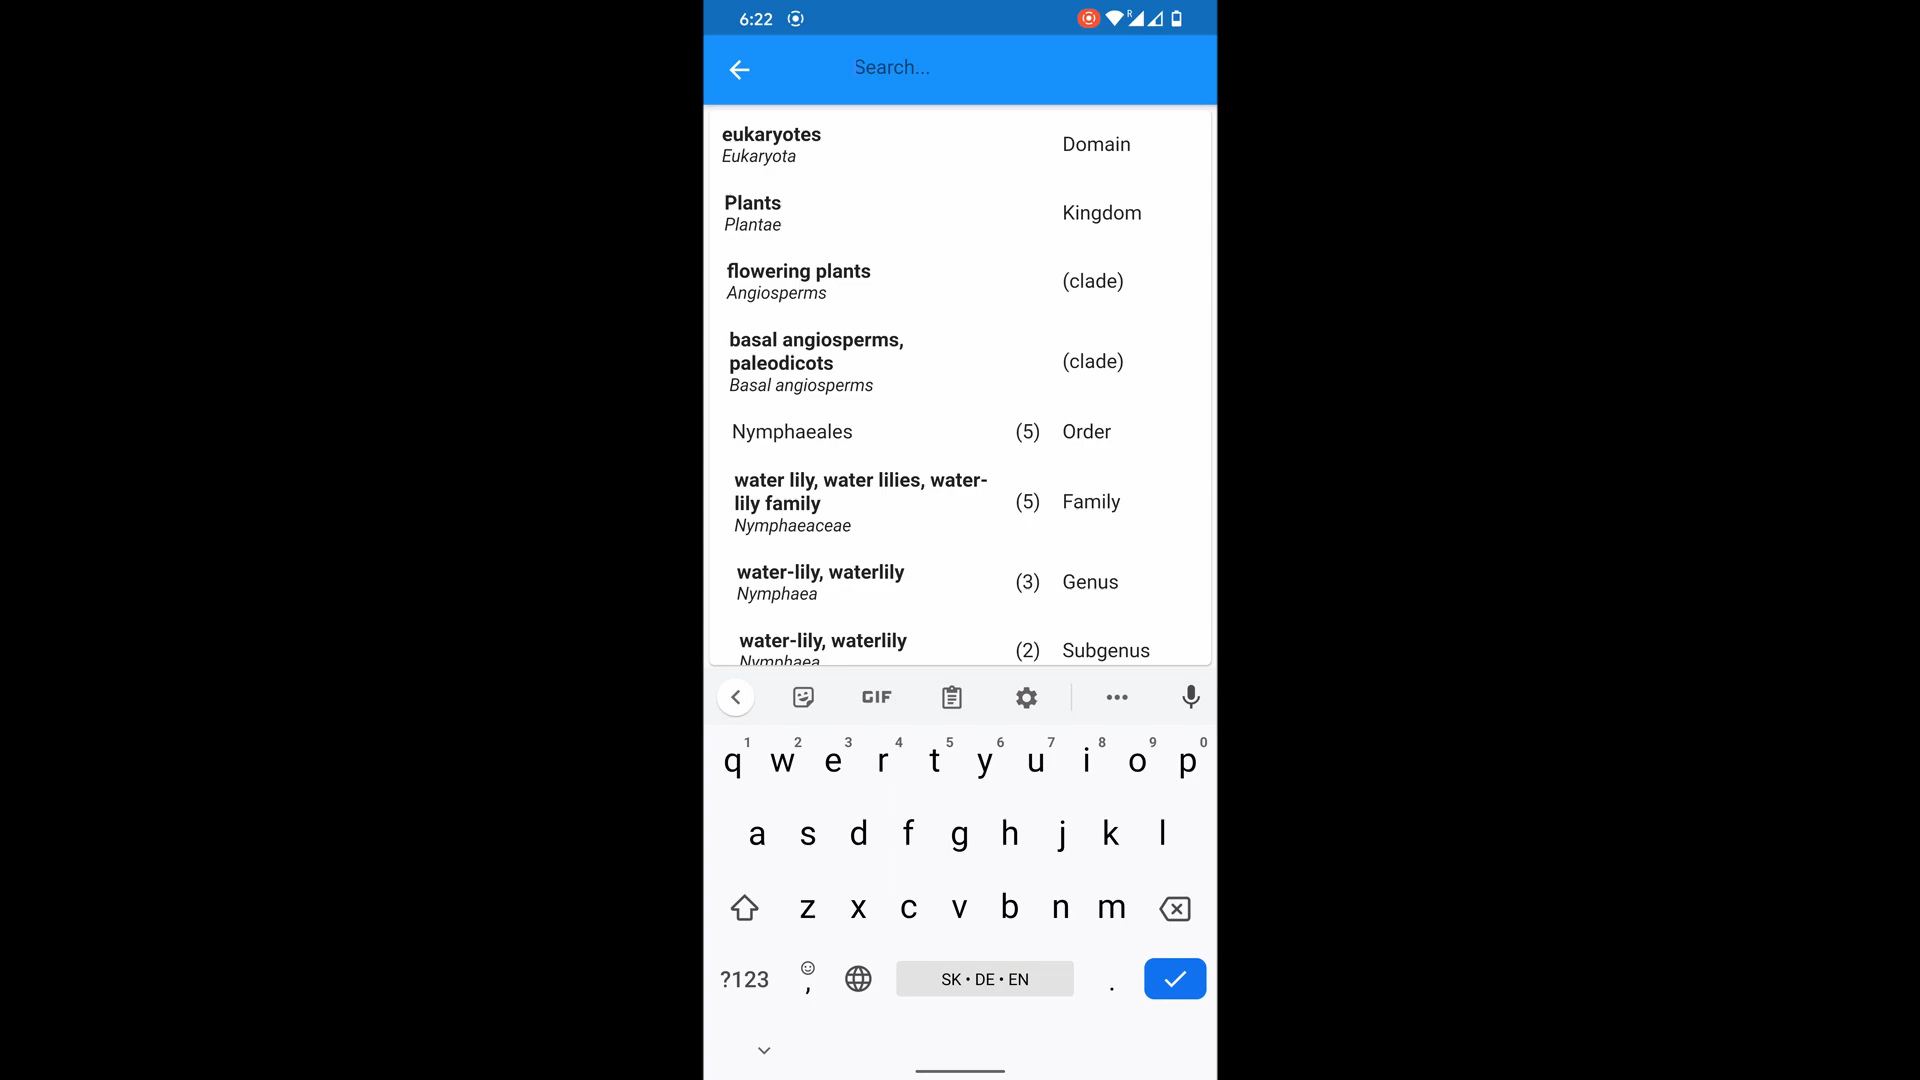 6:22
R
Search...
eukaryotes
Eukaryota
Domain
Plants
Plantae
Kingdom
flowering plants
Angiosperms
(clade)
basal angiosperms,
paleodicots
Basal angiosperms
(clade)
Nymphaeales (5) Order
water lily, water lilies, water-
lily family
Nymphaeaceae
(5) Family
water-lily, waterlily
Nymphaea
(3) Genus
water-lily, waterlily
Nymphaea
(2) Subgenus
GIF
1 2 3 4 5 6 7 8 9 0
q w e r t y u i o p
a s d f g h j k l
z x c v b n m
?123 , SK • DE • EN .